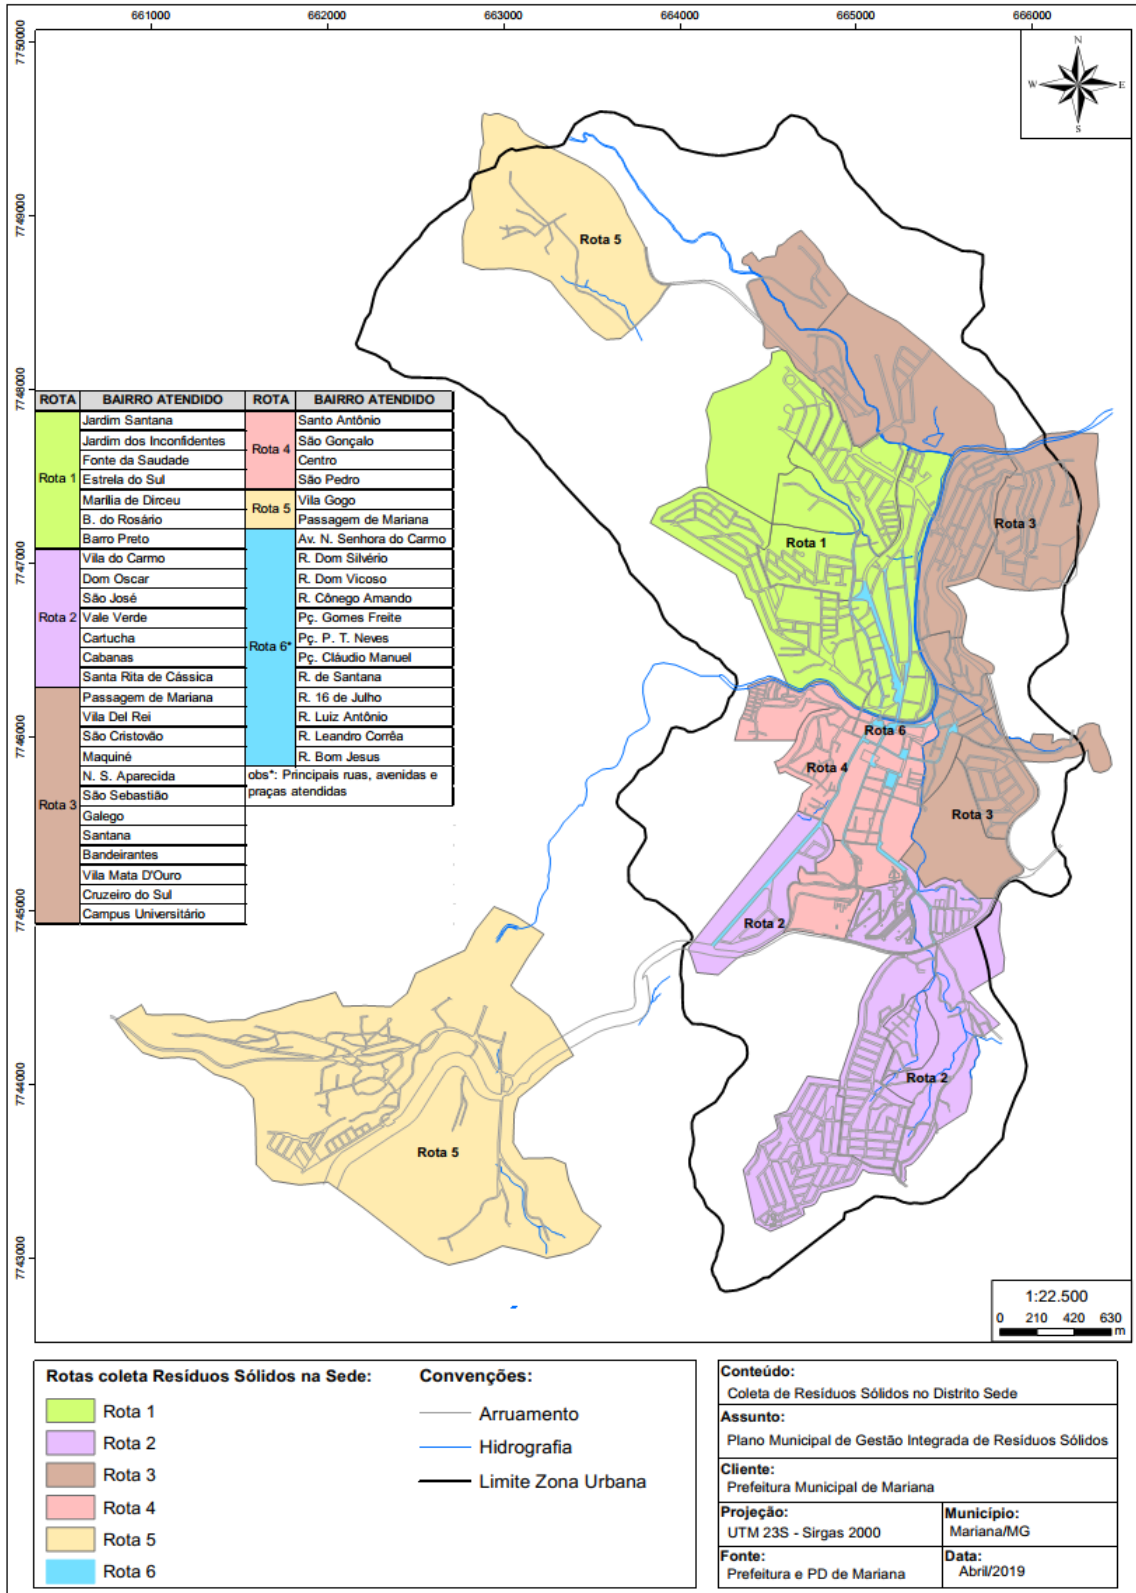 661000 662000 663000 664000 665000 666000
7750000
7749000
7748000
7747000
7746000
7745000
7744000
7743000
N
W E
S
Rota 5
Rota 3
Rota 1
Rota 6
Rota 4
Rota 3
Rota 2
Rota 2
Rota 5
ROTA BAIRRO ATENDIDO
Rota 1
Jardim Santana
Jardim dos Inconfidentes
Fonte da Saudade
Estrela do Sul
Marília de Dirceu
B. do Rosário
Barro Preto
Rota 2
Vila do Carmo
Dom Oscar
São José
Vale Verde
Cartucha
Cabanas
Santa Rita de Cássica
Rota 3
Passagem de Mariana
Vila Del Rei
São Cristovão
Maquiné
N. S. Aparecida
São Sebastião
Galego
Santana
Bandeirantes
Vila Mata D'Ouro
Cruzeiro do Sul
Campus Universitário
ROTA BAIRRO ATENDIDO
Rota 4
Santo Antônio
São Gonçalo
Centro
São Pedro
Rota 5
Vila Gogo
Passagem de Mariana
Rota 6*
Av. N. Senhora do Carmo
R. Dom Silvério
R. Dom Vicoso
R. Cônego Amando
Pç. Gomes Freite
Pç. P. T. Neves
Pç. Cláudio Manuel
R. de Santana
R. 16 de Julho
R. Luiz Antônio
R. Leandro Corrêa
R. Bom Jesus
obs*: Principais ruas, avenidas e
praças atendidas
1:22.500
0 210 420 630
m
Rotas coleta Resíduos Sólidos na Sede:
Rota 1
Rota 2
Rota 3
Rota 4
Rota 5
Rota 6
Convenções:
Arruamento
Hidrografia
Limite Zona Urbana
Conteúdo:
Coleta de Resíduos Sólidos no Distrito Sede
Assunto:
Plano Municipal de Gestão Integrada de Resíduos Sólidos
Cliente:
Prefeitura Municipal de Mariana
Projeção:
UTM 23S - Sirgas 2000
Município:
Mariana/MG
Fonte:
Prefeitura e PD de Mariana
Data:
Abril/2019